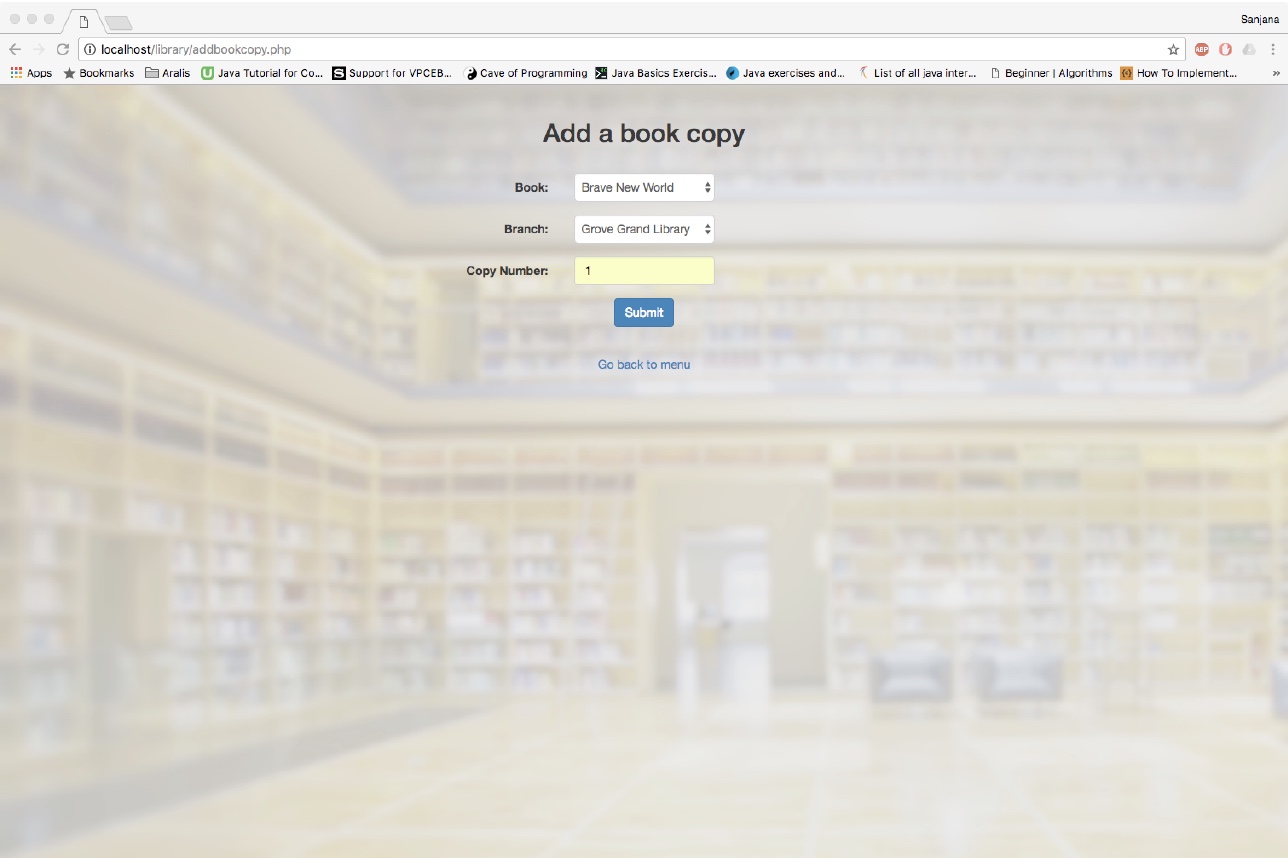 Sanjana
localhost/library/addbookcopy.php
ABP
Apps Bookmarks Aralis Java Tutorial for Co... Support for VPCEB... Cave of Programming Java Basics Exercis... Java exercises and... List of all java inter... Beginner | Algorithms How To Implement... »
Add a book copy
Book: Brave New World
Branch: Grove Grand Library
Copy Number: 1
Submit
Go back to menu